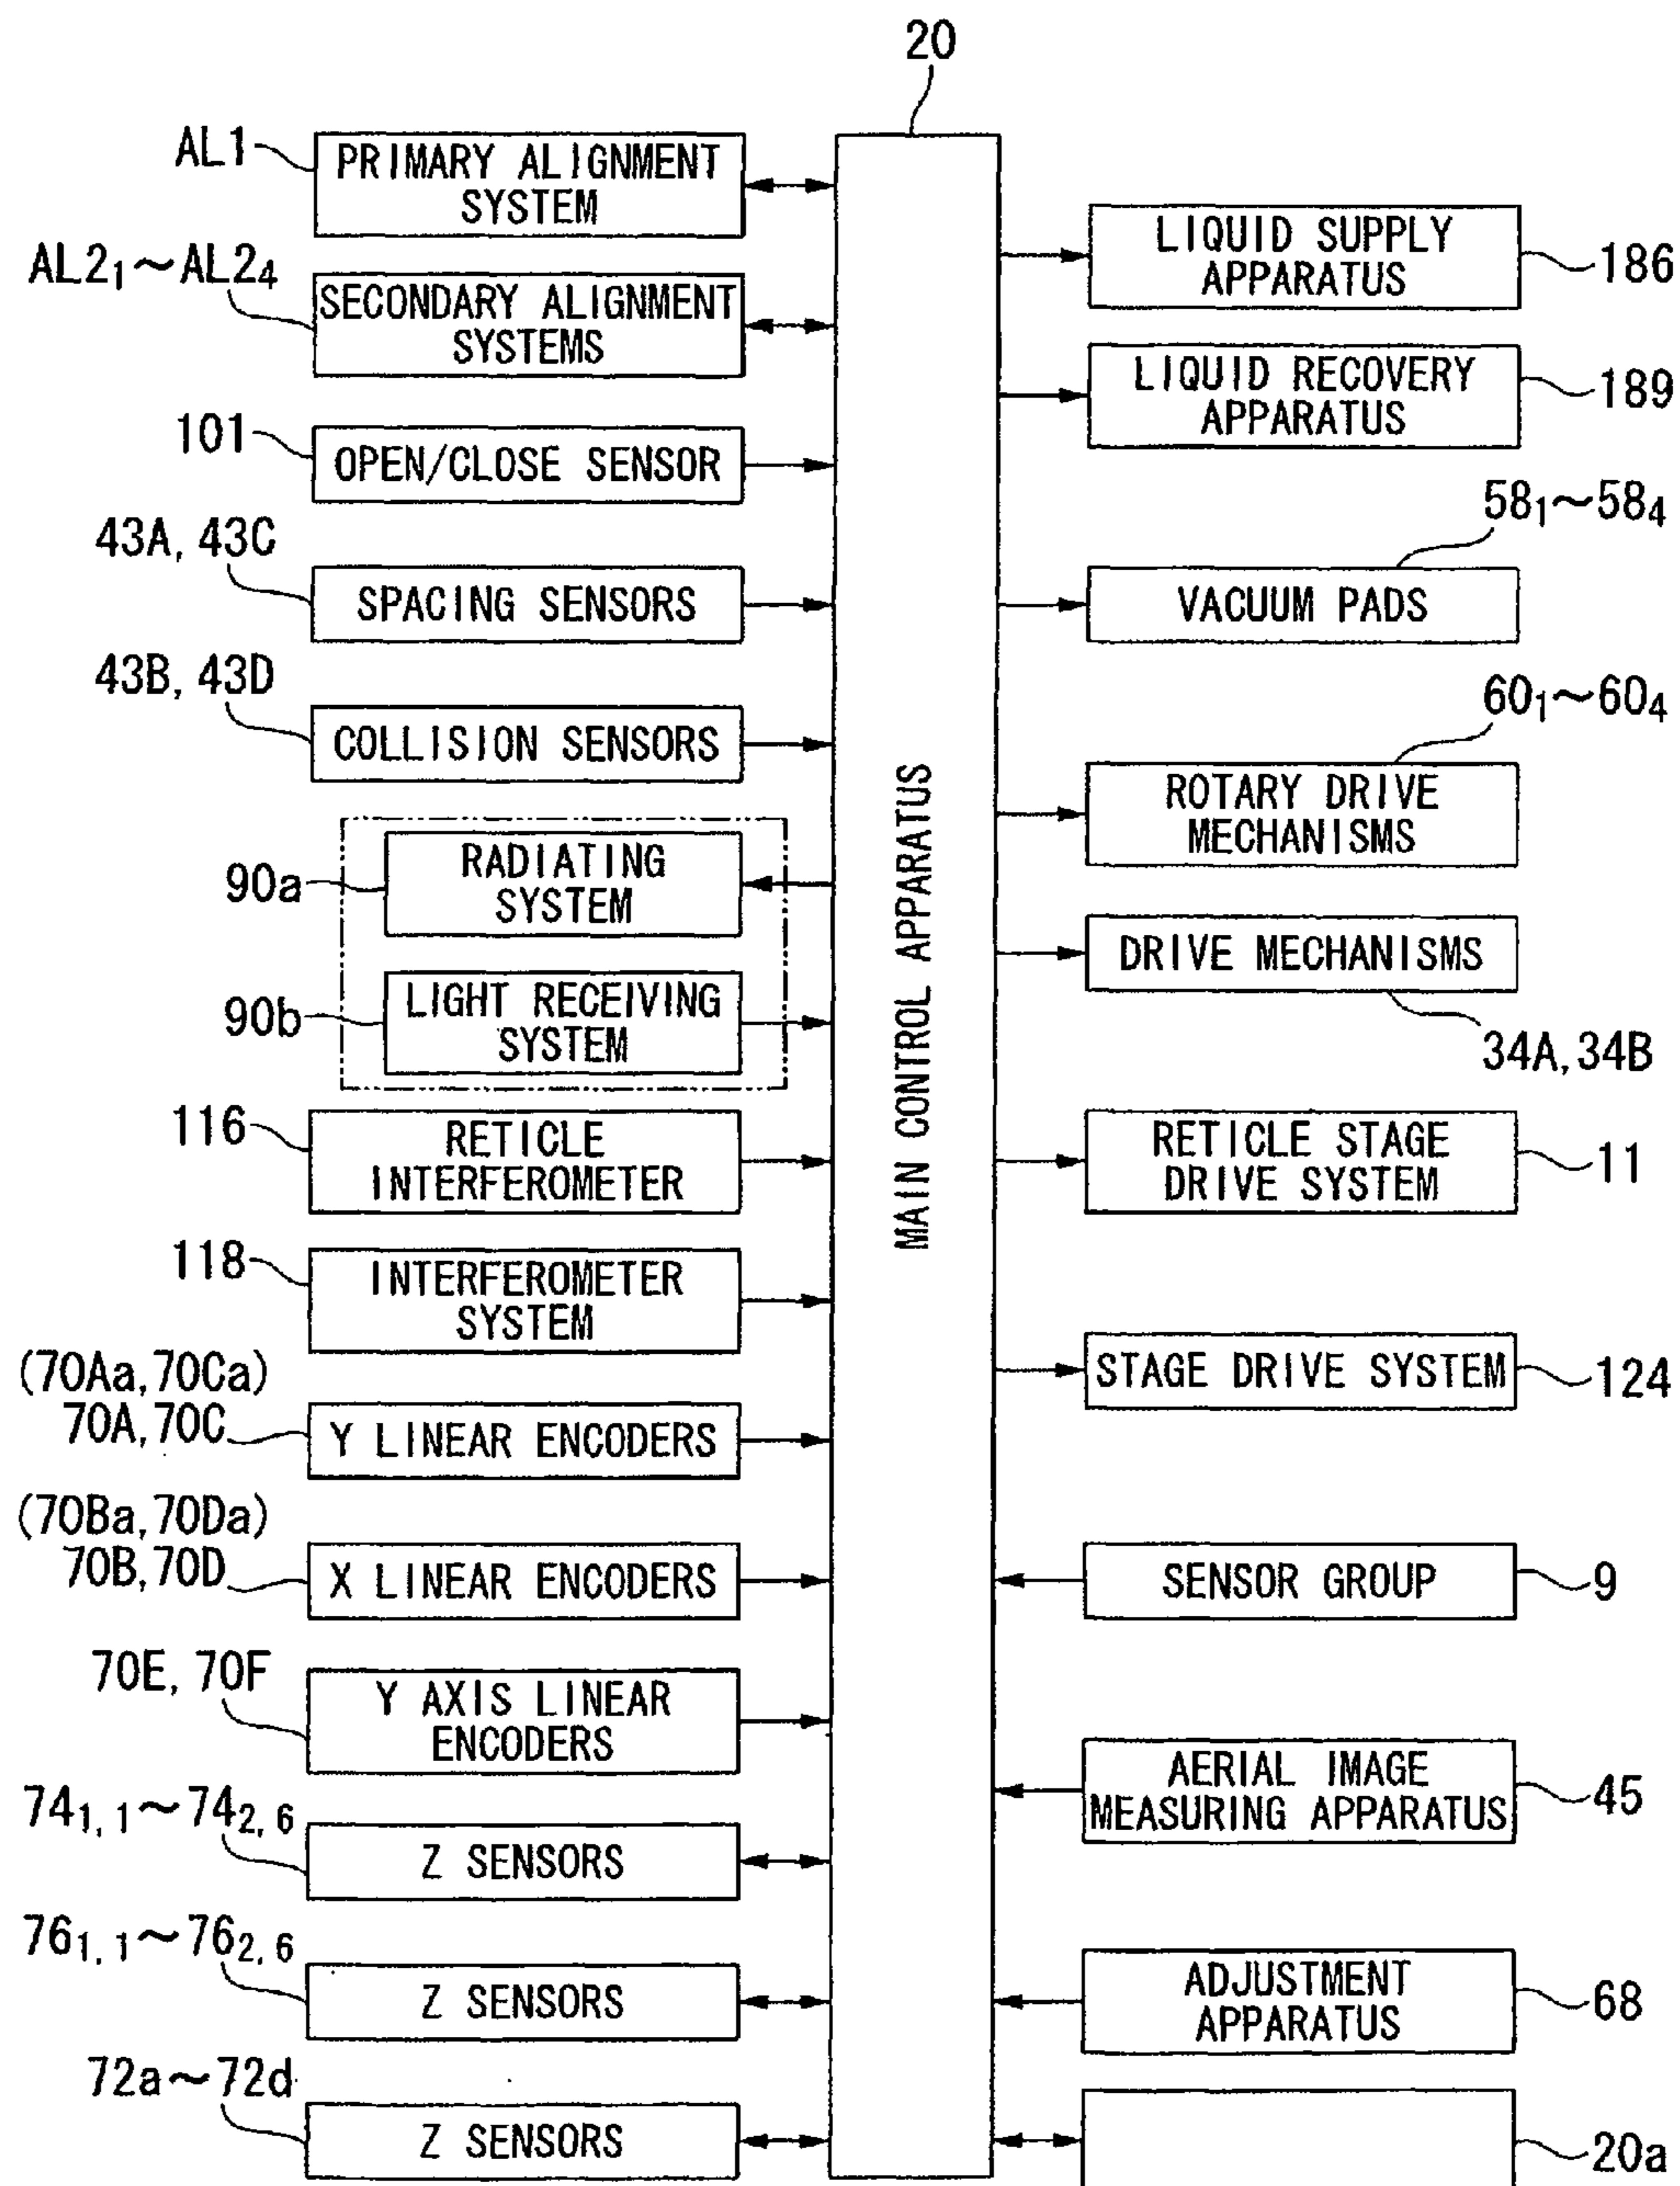 20
AL1
PRIMARY ALIGNMENT
SYSTEM
AL2₁～AL2₄
SECONDARY ALIGNMENT
SYSTEMS
101
OPEN/CLOSE SENSOR
43A, 43C
SPACING SENSORS
43B, 43D
COLLISION SENSORS
90a
RADIATING
SYSTEM
90b
LIGHT RECEIVING
SYSTEM
116
RETICLE
INTERFEROMETER
118
INTERFEROMETER
SYSTEM
(70Aa, 70Ca)
70A, 70C
Y LINEAR ENCODERS
(70Ba, 70Da)
70B, 70D
X LINEAR ENCODERS
70E, 70F
Y AXIS LINEAR
ENCODERS
74₁,₁～74₂,₆
Z SENSORS
76₁,₁～76₂,₆
Z SENSORS
72a～72d
Z SENSORS
MAIN CONTROL APPARATUS
LIQUID SUPPLY
APPARATUS
186
LIQUID RECOVERY
APPARATUS
189
58₁～58₄
VACUUM PADS
60₁～60₄
ROTARY DRIVE
MECHANISMS
DRIVE MECHANISMS
34A, 34B
RETICLE STAGE
DRIVE SYSTEM
11
STAGE DRIVE SYSTEM
124
SENSOR GROUP
9
AERIAL IMAGE
MEASURING APPARATUS
45
ADJUSTMENT
APPARATUS
68
20a